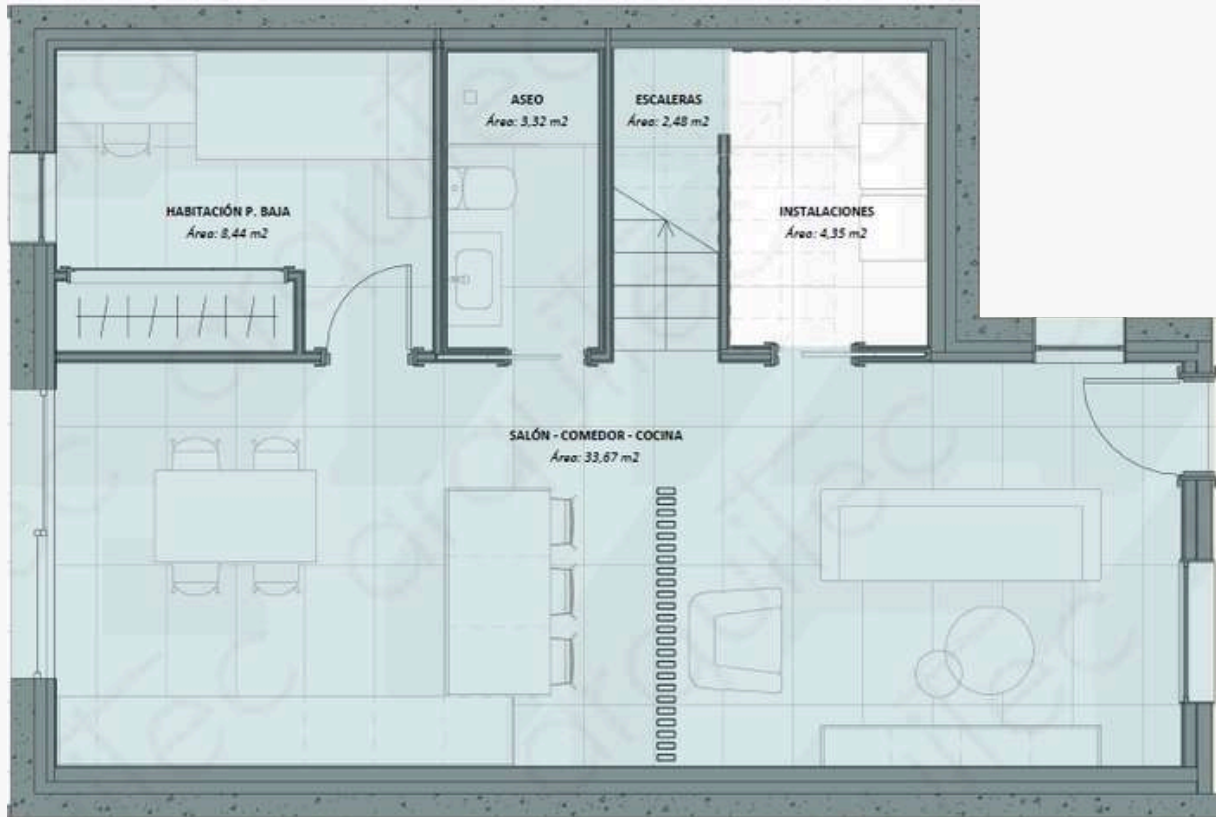 ASEO
Área: 3,32 m2
ESCALERAS
Área: 2,48 m2
HABITACIÓN P. BAJA
Área: 8,44 m2
INSTALACIONES
Área: 4,35 m2
SALÓN - COMEDOR - COCINA
Área: 33,67 m2